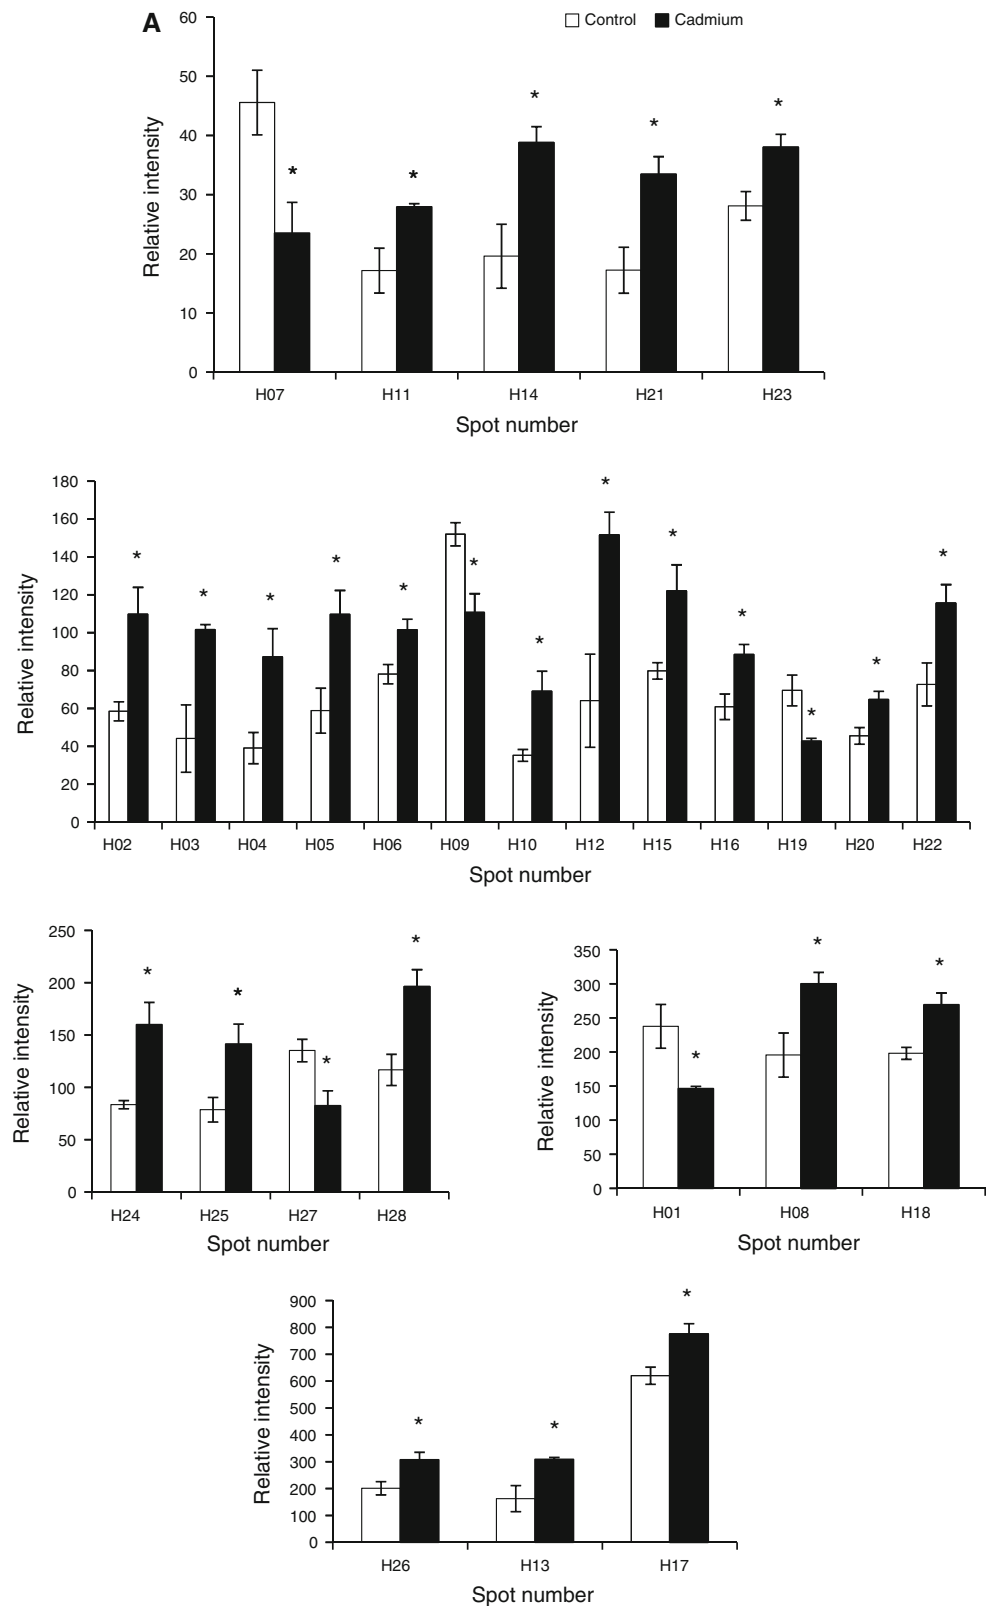 A
Control Cadmium
60
50
40
30
20
10
0
Relative intensity
* * * * *
H07 H11 H14 H21 H23
Spot number
180
160
140
120
100
80
60
40
20
0
Relative intensity
* * * * * * * * * * * * *
H02 H03 H04 H05 H06 H09 H10 H12 H15 H16 H19 H20 H22
Spot number
250
200
150
100
50
0
Relative intensity
* * * *
H24 H25 H27 H28
Spot number
350
300
250
200
150
100
50
0
Relative intensity
* * *
H01 H08 H18
Spot number
900
800
700
600
500
400
300
200
100
0
Relative intensity
* * *
H26 H13 H17
Spot number